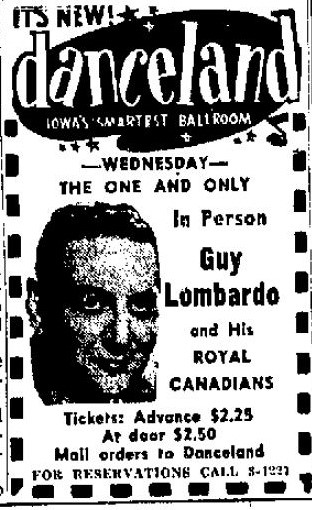 IT'S NEW!
danceland
IOWA'S SMARTEST BALLROOM
—WEDNESDAY—
THE ONE AND ONLY
In Person
Guy
Lombardo
and His
ROYAL
CANADIANS
Tickets: Advance $2.25
At door $2.50
Mail orders to Danceland
FOR RESERVATIONS CALL